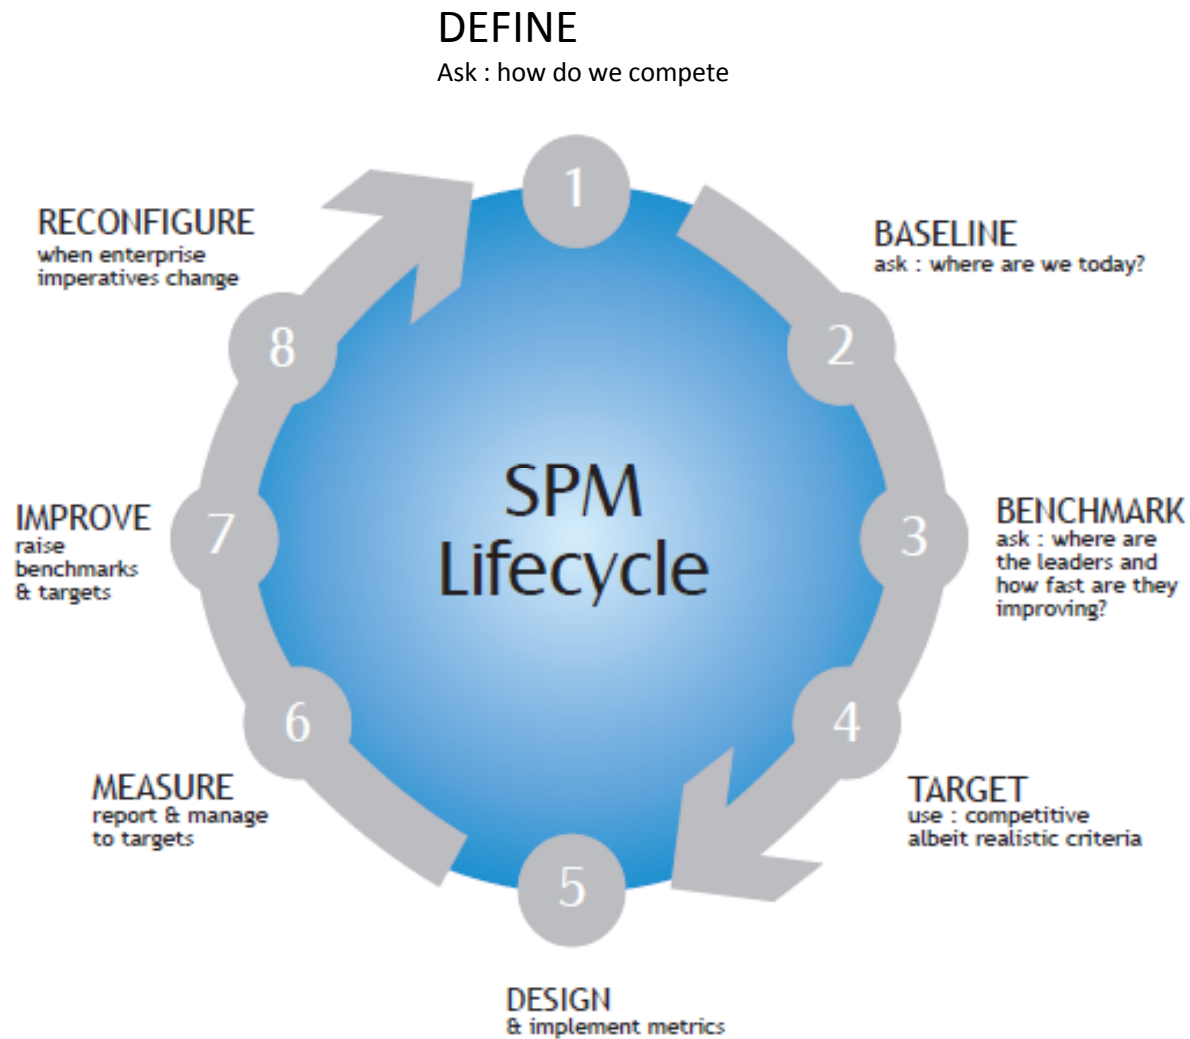 DEFINE
Ask : how do we compete
1
BASELINE
ask : where are we today?
2
BENCHMARK
ask : where are
the leaders and
how fast are they
improving?
3
TARGET
use : competitive
albeit realistic criteria
4
DESIGN
& implement metrics
5
MEASURE
report & manage
to targets
6
IMPROVE
raise
benchmarks
& targets
7
RECONFIGURE
when enterprise
imperatives change
8
SPM
Lifecycle